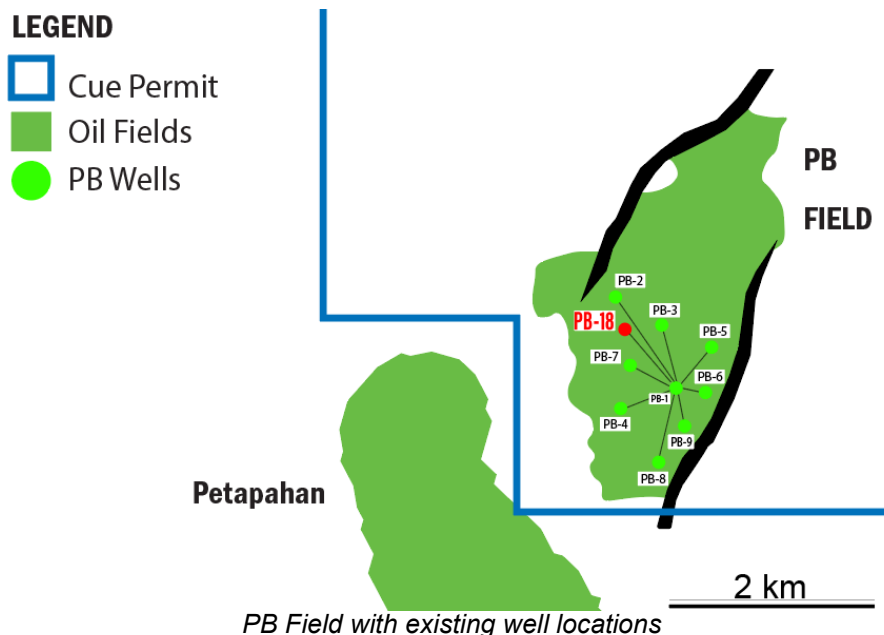 LEGEND
Cue Permit
Oil Fields
PB Wells
PB
FIELD
PB-2
PB-18
PB-3
PB-5
PB-7
PB-6
PB-1
PB-4
PB-9
PB-8
Petapahan
2 km
PB Field with existing well locations